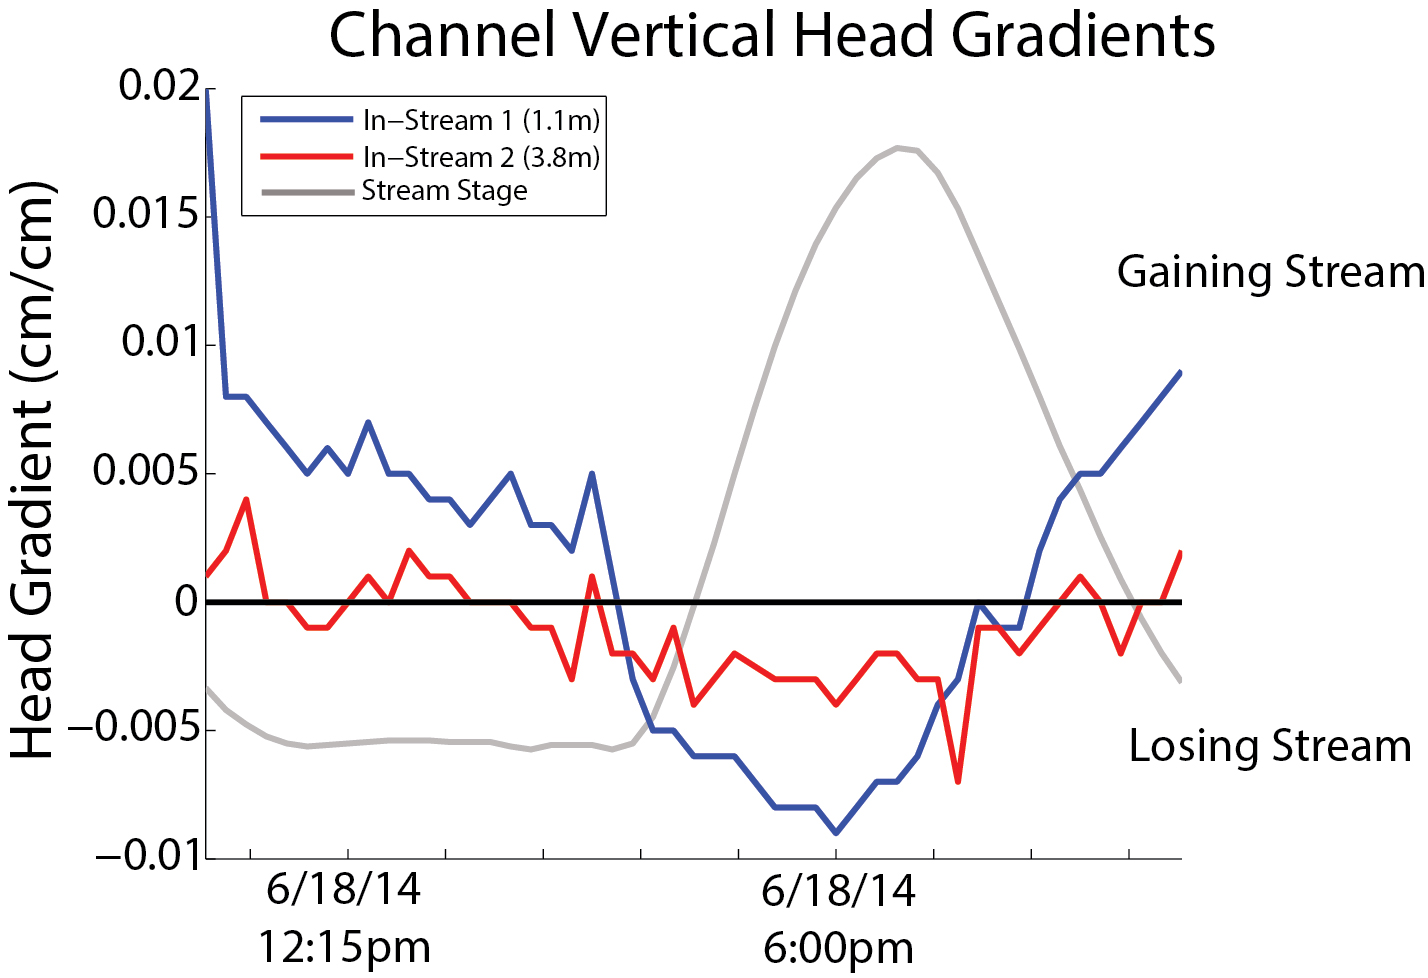 Channel Vertical Head Gradients
Head Gradient (cm/cm)
0.02
0.015
0.01
0.005
0
−0.005
−0.01
In−Stream 1 (1.1m)
In−Stream 2 (3.8m)
Stream Stage
Gaining Stream
Losing Stream
6/18/14
12:15pm
6/18/14
6:00pm